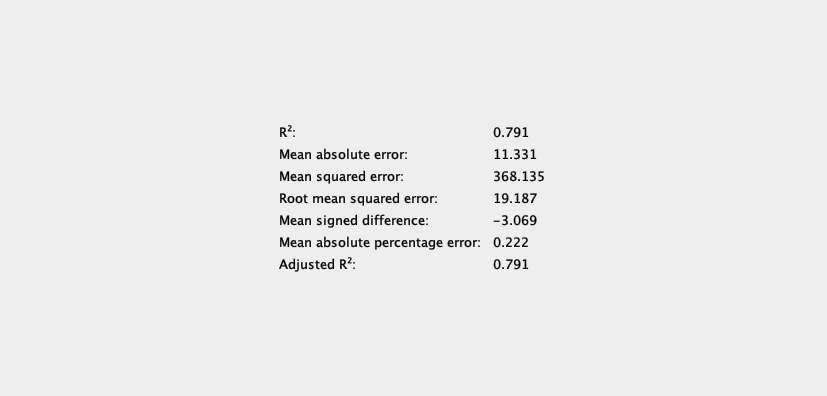 R²: 0.791
Mean absolute error: 11.331
Mean squared error: 368.135
Root mean squared error: 19.187
Mean signed difference: −3.069
Mean absolute percentage error: 0.222
Adjusted R²: 0.791